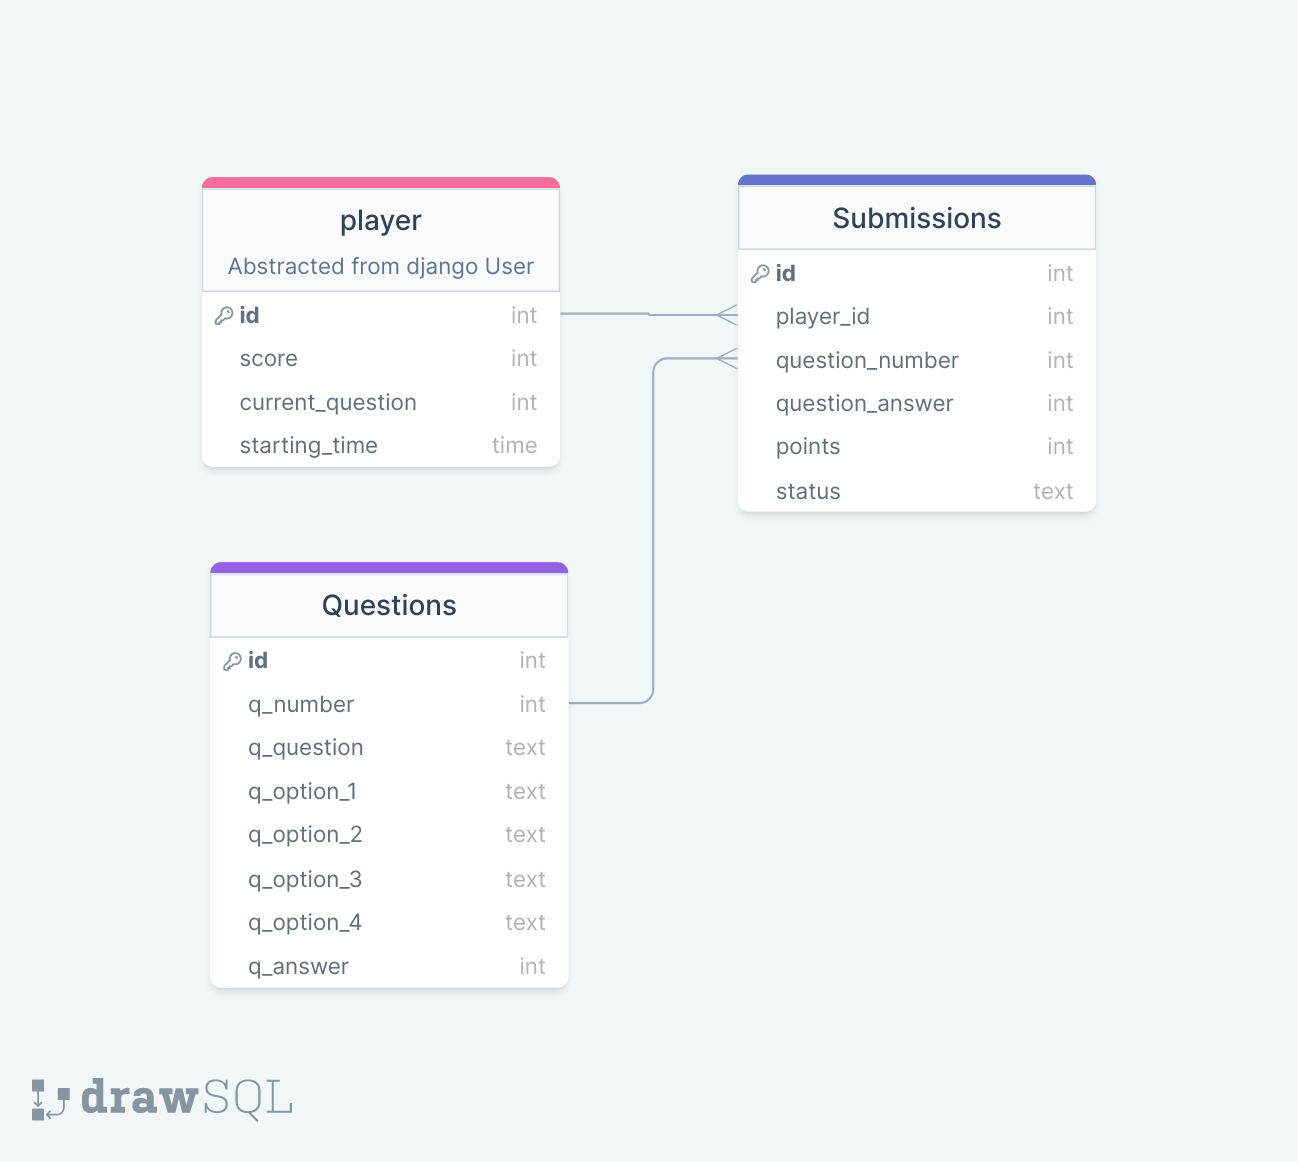 player
Abstracted from django User
id int
score int
current_question int
starting_time time
Submissions
id int
player_id int
question_number int
question_answer int
points int
status text
Questions
id int
q_number int
q_question text
q_option_1 text
q_option_2 text
q_option_3 text
q_option_4 text
q_answer int
drawSQL